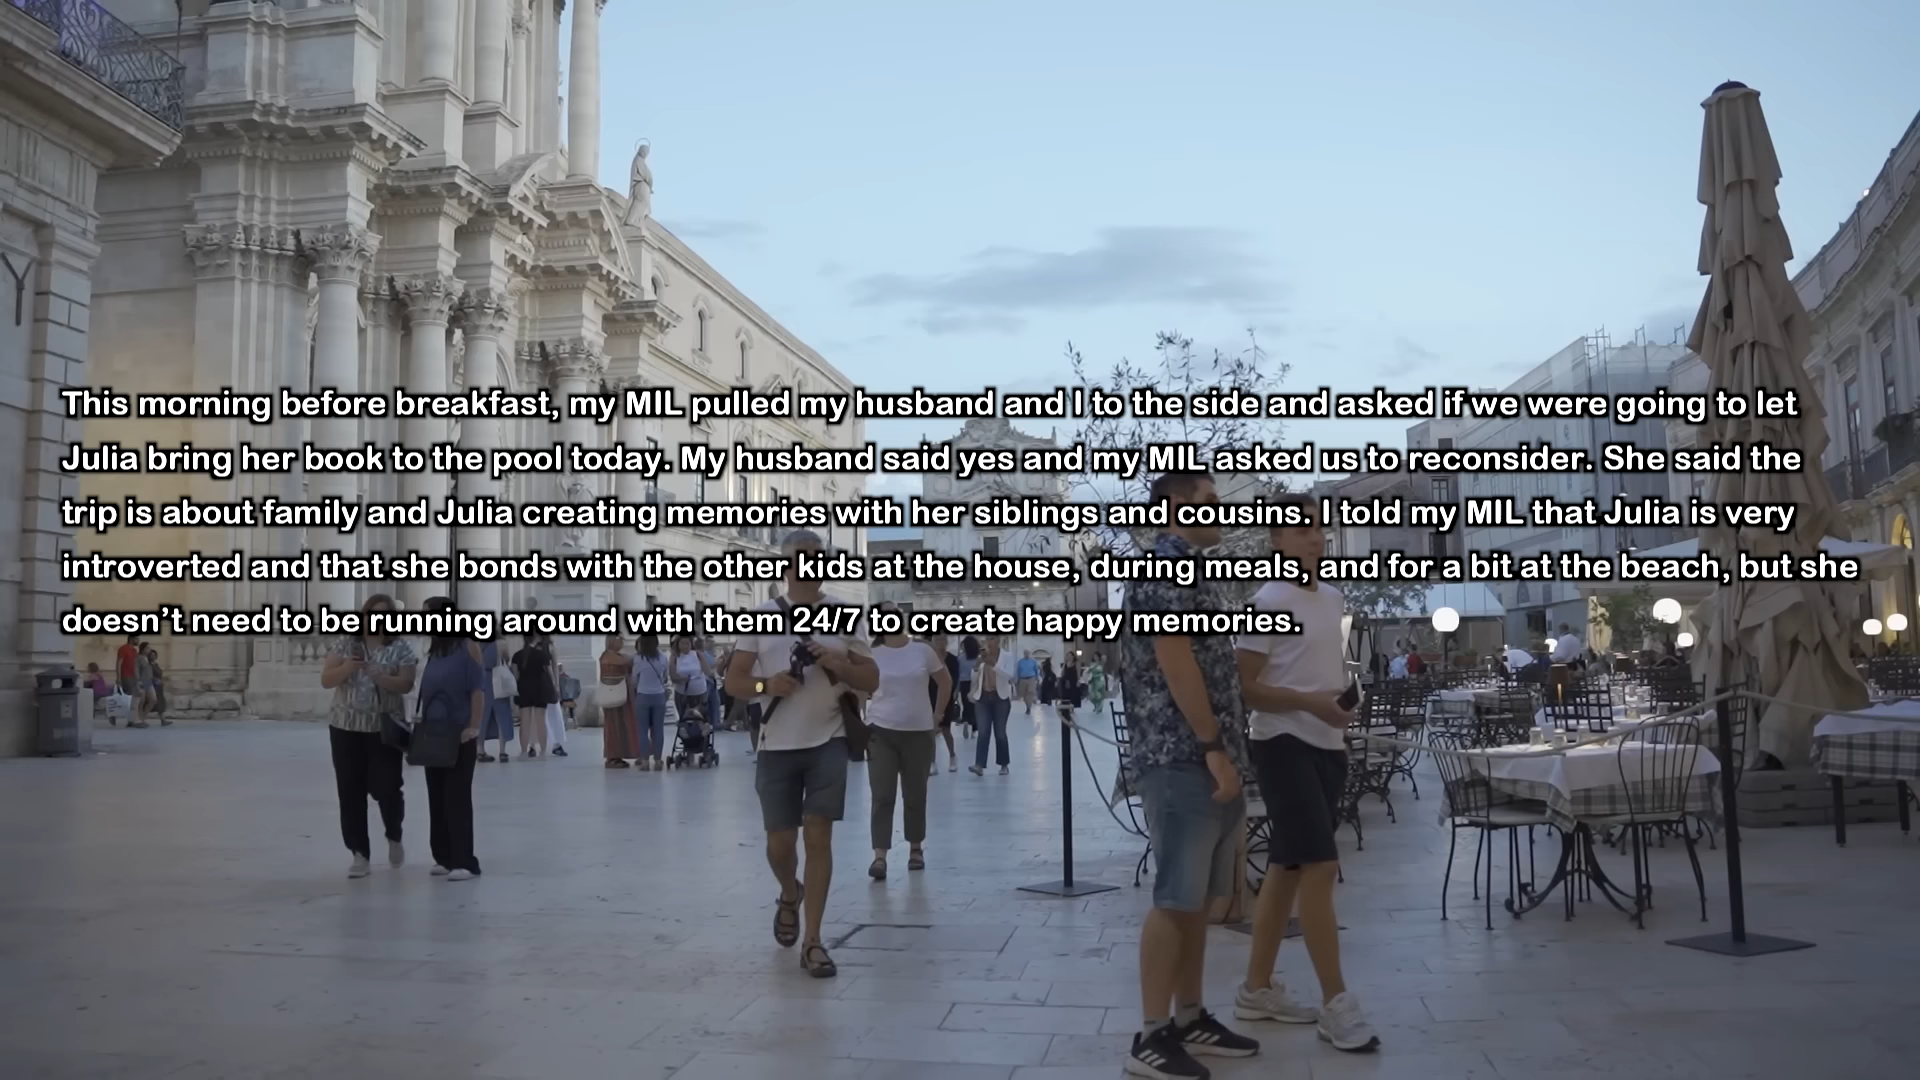 This morning before breakfast, my MIL pulled my husband and I to the side and asked if we were going to let
Julia bring her book to the pool today. My husband said yes and my MIL asked us to reconsider. She said the
trip is about family and Julia creating memories with her siblings and cousins. I told my MIL that Julia is very
introverted and that she bonds with the other kids at the house, during meals, and for a bit at the beach, but she
doesn’t need to be running around with them 24/7 to create happy memories.